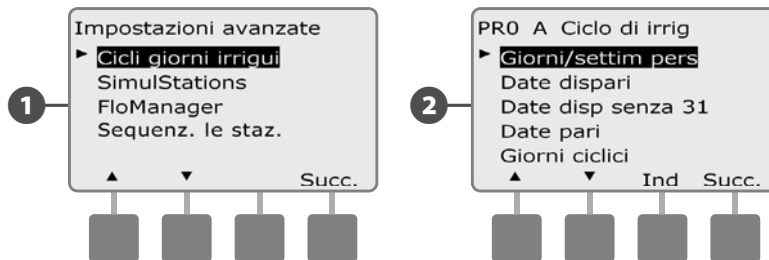 Impostazioni avanzate
Cicli giorni irrigui
SimulStations
FloManager
Sequenz. le staz.
Succ.
1
PR0 A Ciclo di irrig
Giorni/settim pers
Date dispari
Date disp senza 31
Date pari
Giorni ciclici
Ind Succ.
2